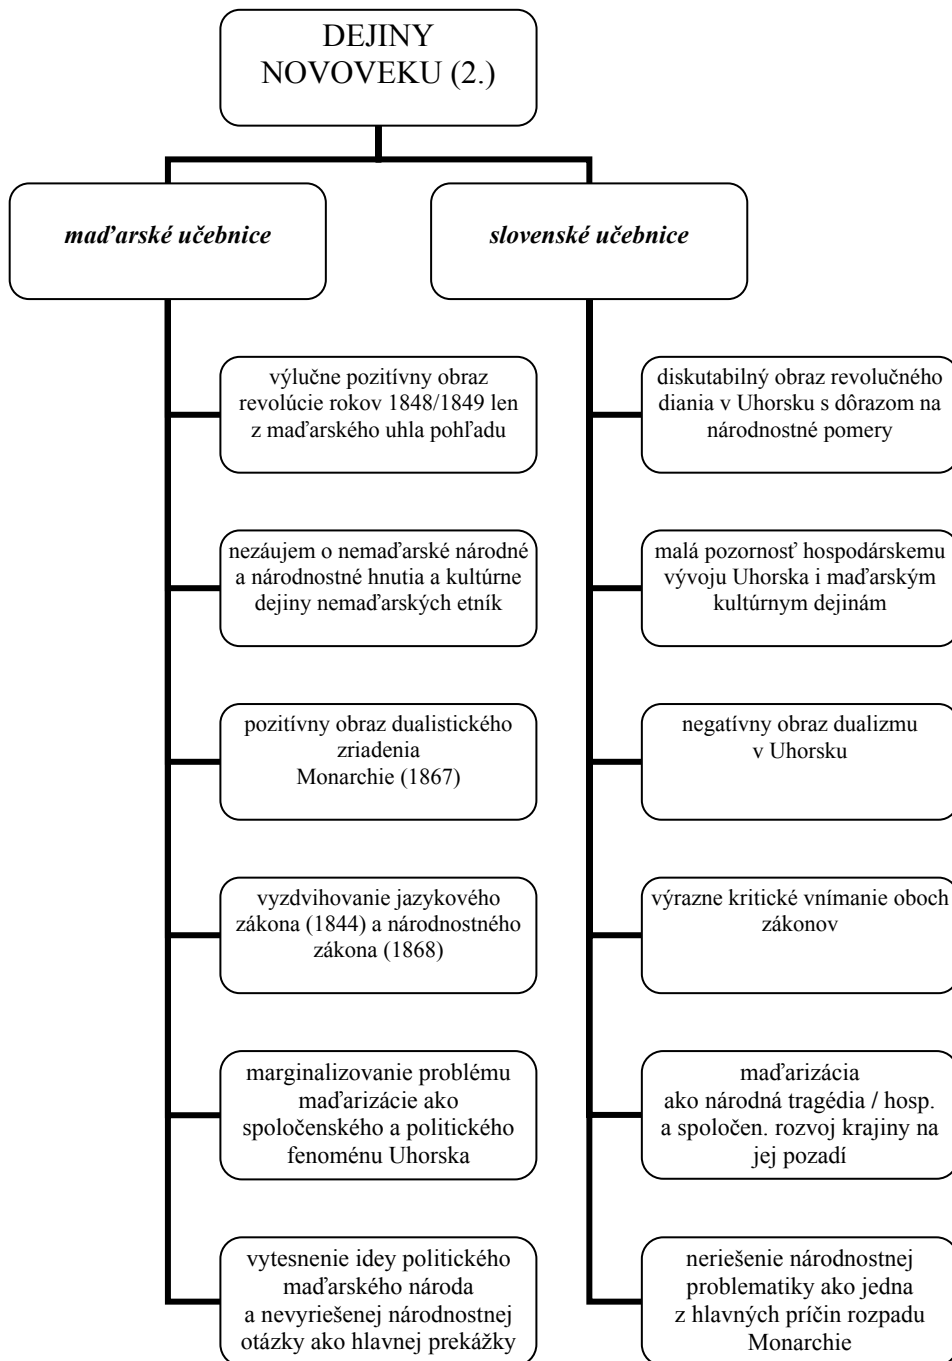 DEJINY
NOVOVEKU (2.)
maďarské učebnice
slovenské učebnice
výlučne pozitívny obraz
revolúcie rokov 1848/1849 len
z maďarského uhla pohľadu
diskutabilný obraz revolučného
diania v Uhorsku s dôrazom na
národnostné pomery
nezáujem o nemaďarské národné
a národnostné hnutia a kultúrne
dejiny nemaďarských etník
malá pozornosť hospodárskemu
vývoju Uhorska i maďarským
kultúrnym dejinám
pozitívny obraz dualistického
zriadenia
Monarchie (1867)
negatívny obraz dualizmu
v Uhorsku
vyzdvihovanie jazykového
zákona (1844) a národnostného
zákona (1868)
výrazne kritické vnímanie oboch
zákonov
marginalizovanie problému
maďarizácie ako
spoločenského a politického
fenoménu Uhorska
maďarizácia
ako národná tragédia / hosp.
a spoločen. rozvoj krajiny na
jej pozadí
vytesnenie idey politického
maďarského národa
a nevyriešenej národnostnej
otázky ako hlavnej prekážky
neriešenie národnostnej
problematiky ako jedna
z hlavných príčin rozpadu
Monarchie